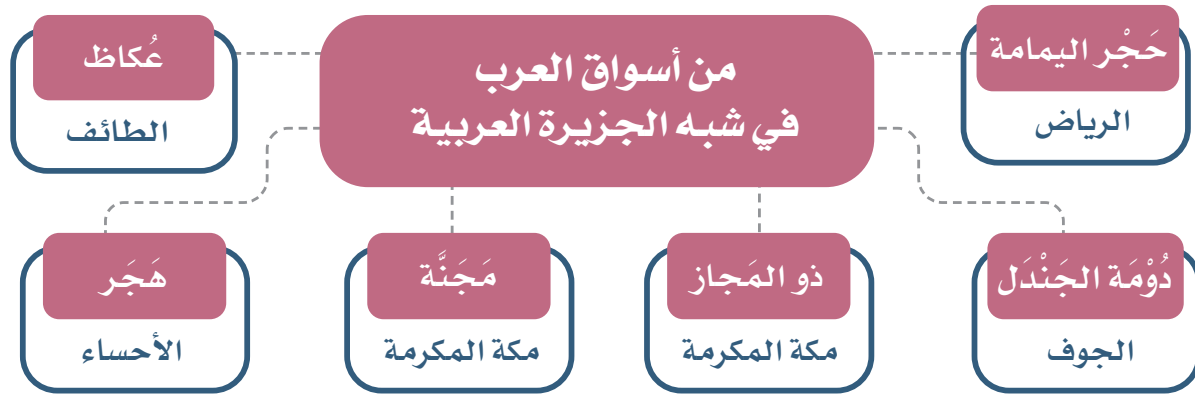 من أسواق العرب
في شبه الجزيرة العربية
حَجْر اليمامة
الرياض
عُكاظ
الطائف
دُوْمَة الجَنْدَل
الجوف
ذو المَجاز
مكة المكرمة
مَجَنَّة
مكة المكرمة
هَجَر
الأحساء